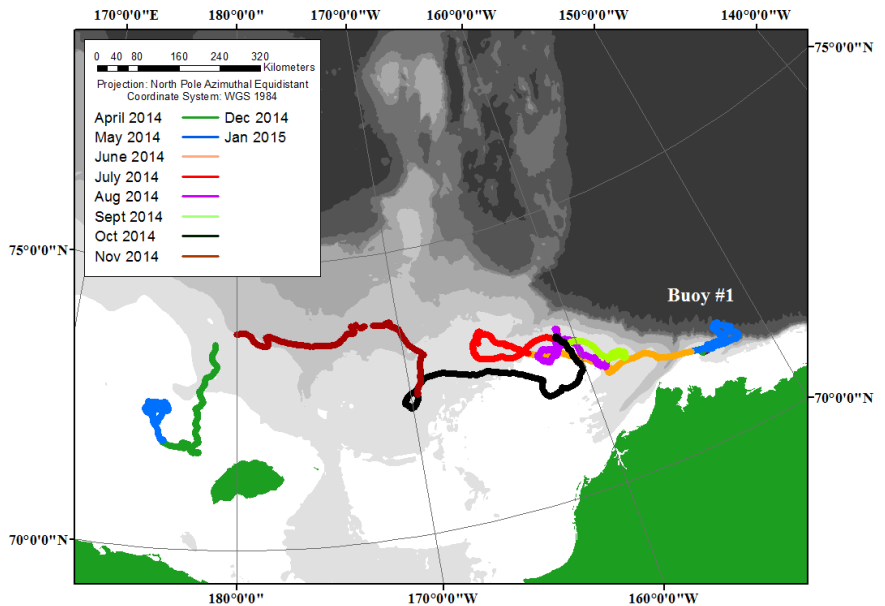 170°0'0"E 180°0'0" 170°0'0"W 160°0'0"W 150°0'0"W 140°0'0"W
0 40 80 160 240 320
Kilometers
Projection: North Pole Azimuthal Equidistant
Coordinate System: WGS 1984
April 2014 Dec 2014
May 2014 Jan 2015
June 2014
July 2014
Aug 2014
Sept 2014
Oct 2014
Nov 2014
75°0'0"N
75°0'0"N
Buoy #1
70°0'0"N
70°0'0"N
180°0'0" 170°0'0"W 160°0'0"W